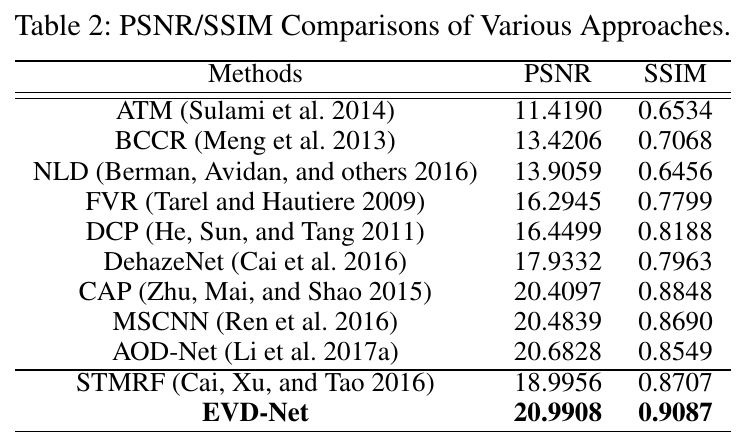 Table 2: PSNR/SSIM Comparisons of Various Approaches.
Methods PSNR SSIM
ATM (Sulami et al. 2014) 11.4190 0.6534
BCCR (Meng et al. 2013) 13.4206 0.7068
NLD (Berman, Avidan, and others 2016) 13.9059 0.6456
FVR (Tarel and Hautiere 2009) 16.2945 0.7799
DCP (He, Sun, and Tang 2011) 16.4499 0.8188
DehazeNet (Cai et al. 2016) 17.9332 0.7963
CAP (Zhu, Mai, and Shao 2015) 20.4097 0.8848
MSCNN (Ren et al. 2016) 20.4839 0.8690
AOD-Net (Li et al. 2017a) 20.6828 0.8549
STMRF (Cai, Xu, and Tao 2016) 18.9956 0.8707
EVD-Net 20.9908 0.9087